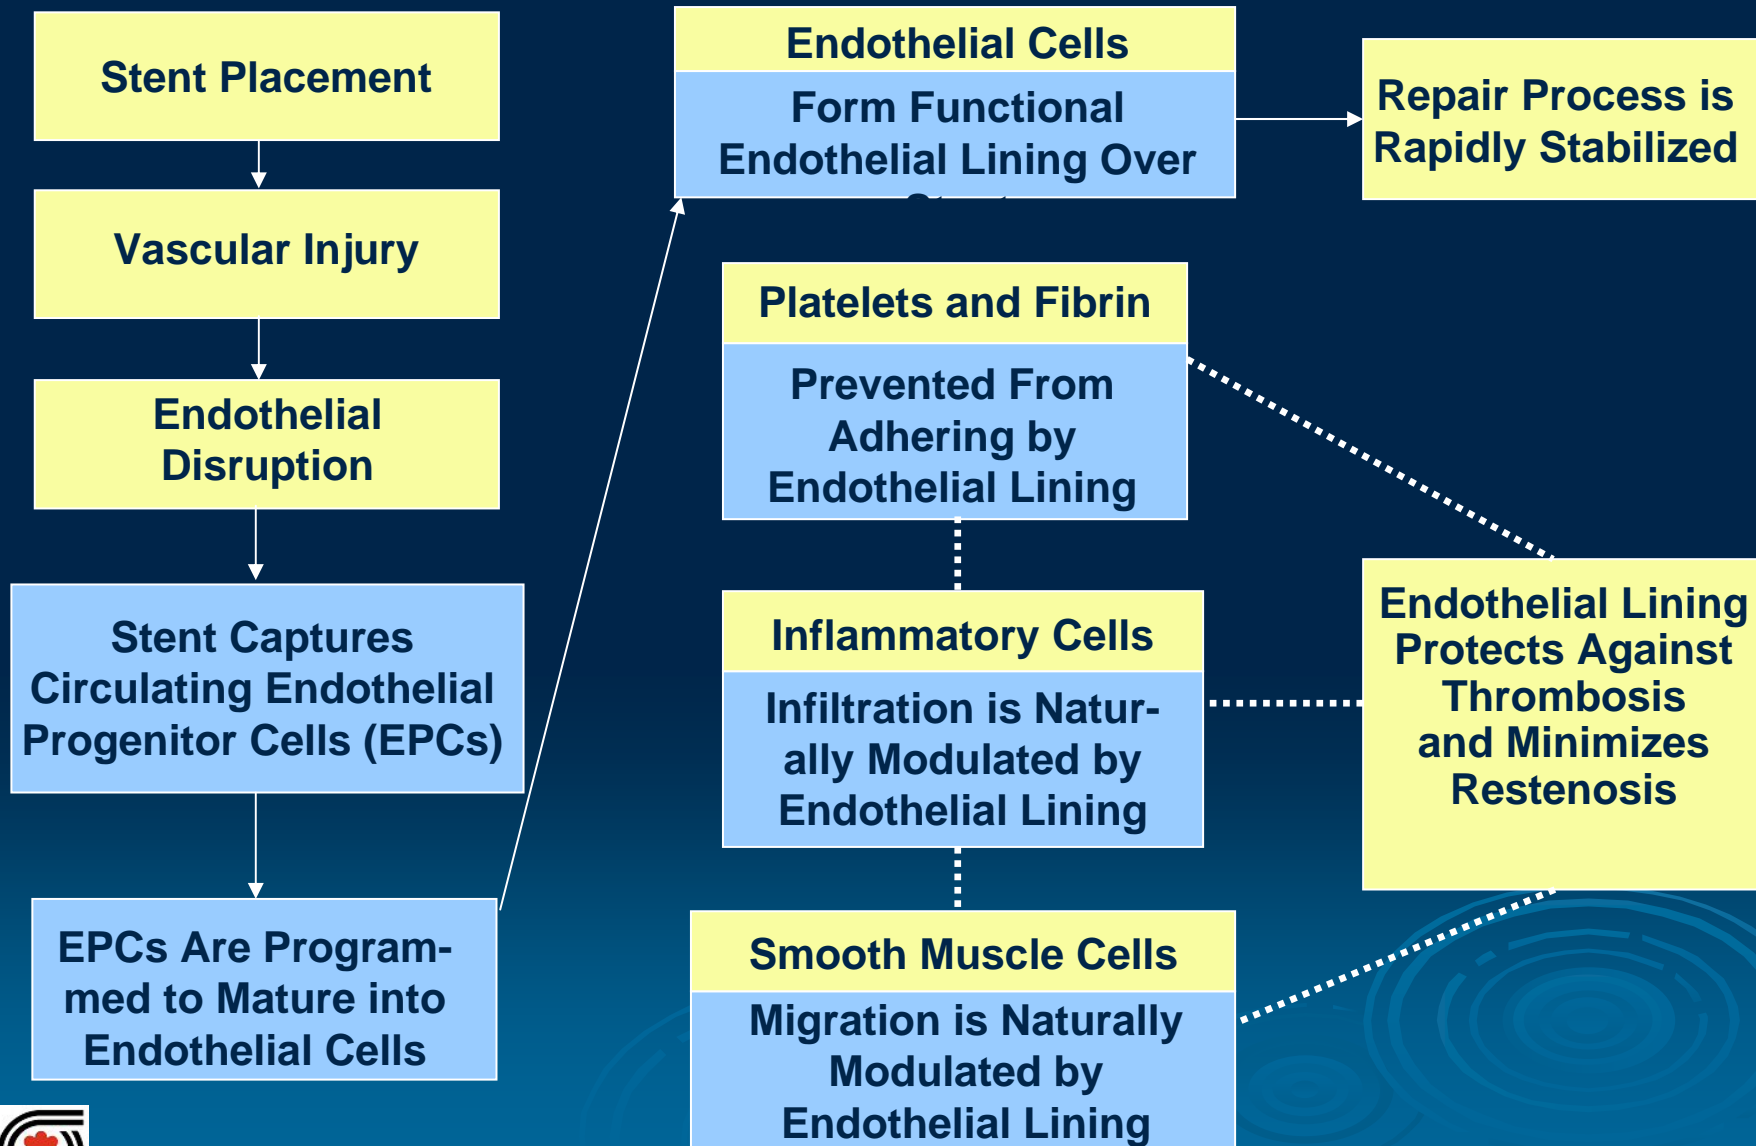 Stent Placement
Vascular Injury
Endothelial
Disruption
Stent Captures
Circulating Endothelial
Progenitor Cells (EPCs)
EPCs Are Program-
med to Mature into
Endothelial Cells
Endothelial Cells
Form Functional
Endothelial Lining Over
Repair Process is
Rapidly Stabilized
Platelets and Fibrin
Prevented From
Adhering by
Endothelial Lining
Inflammatory Cells
Infiltration is Natur-
ally Modulated by
Endothelial Lining
Smooth Muscle Cells
Migration is Naturally
Modulated by
Endothelial Lining
Endothelial Lining
Protects Against
Thrombosis
and Minimizes
Restenosis